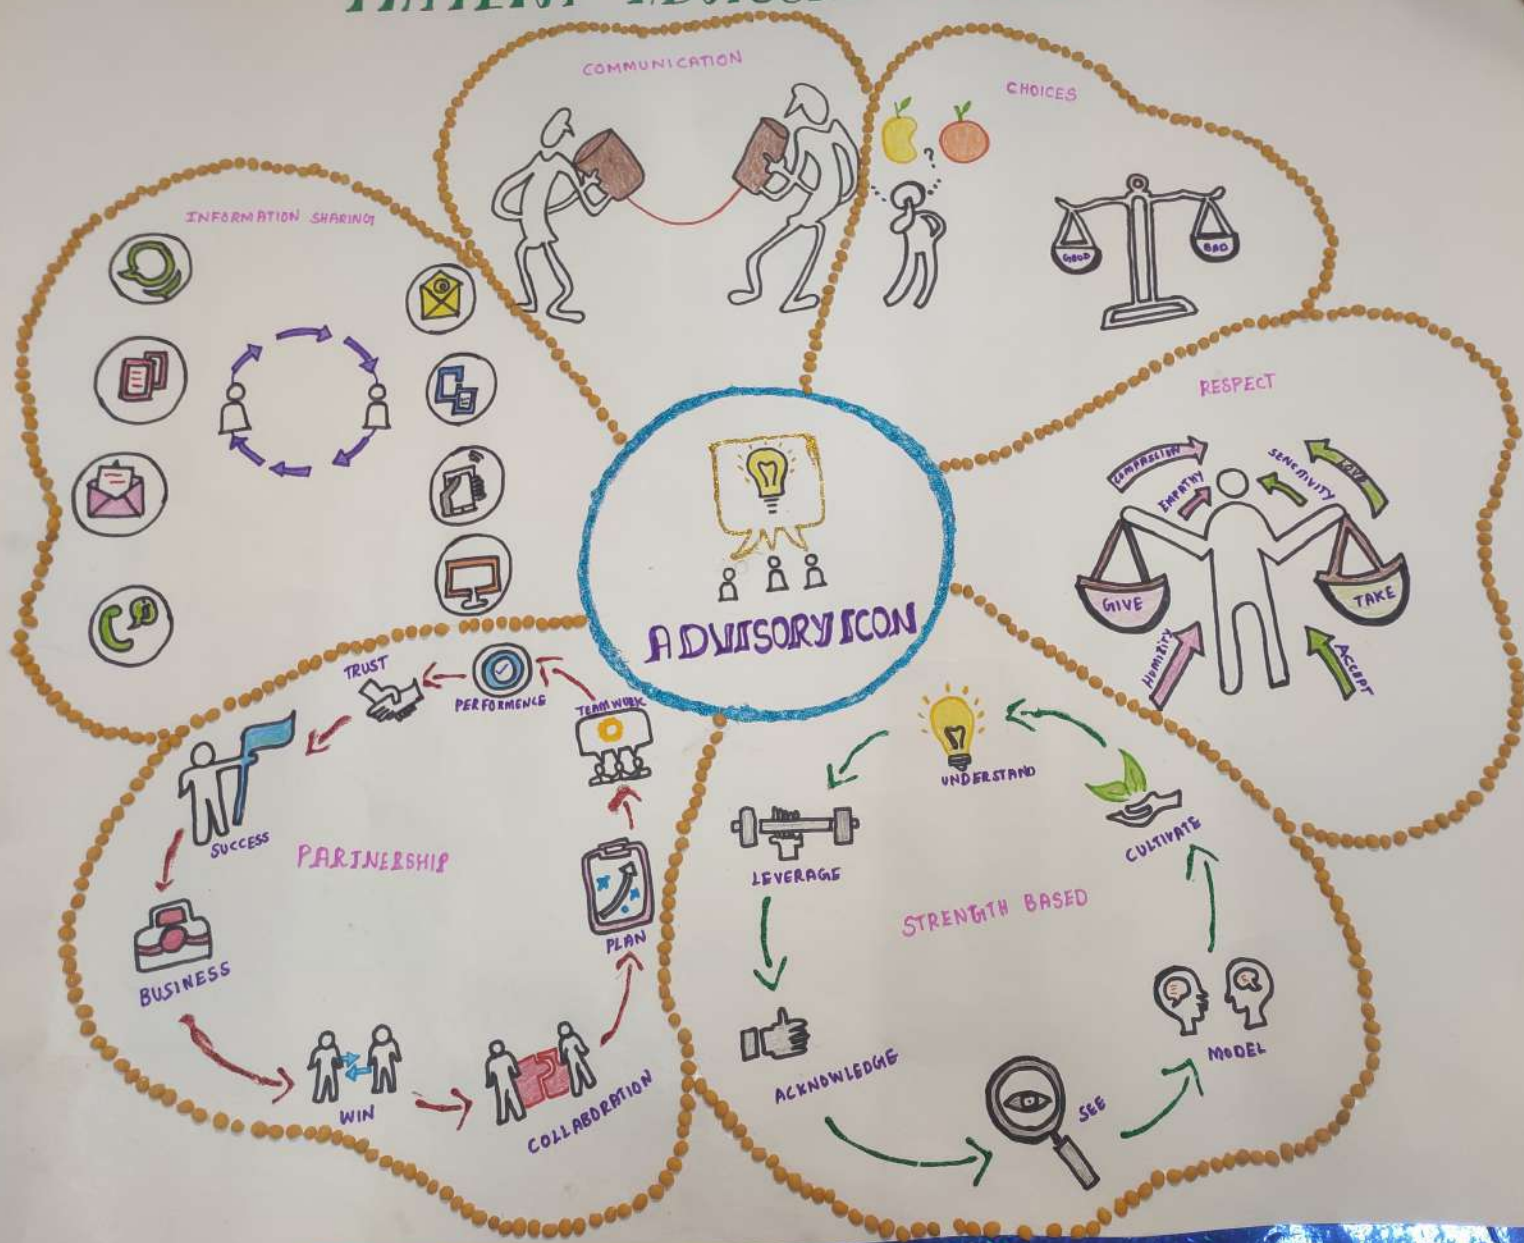 COMMUNICATION
CHOICES
?
GOOD
BAD
INFORMATION SHARING
RESPECT
COMPASSION
EMPATHY
SENSITIVITY
GIVE
GIVE
TAKE
HUMILITY
ACCEPT
ADVISORY ICON
TRUST
PERFORMENCE
TEAM WORK
SUCCESS
PARTNERSHIP
PLAN
BUSINESS
WIN
COLLABORATION
UNDERSTAND
CULTIVATE
LEVERAGE
STRENGTH BASED
ACKNOWLEDGE
SEE
MODEL